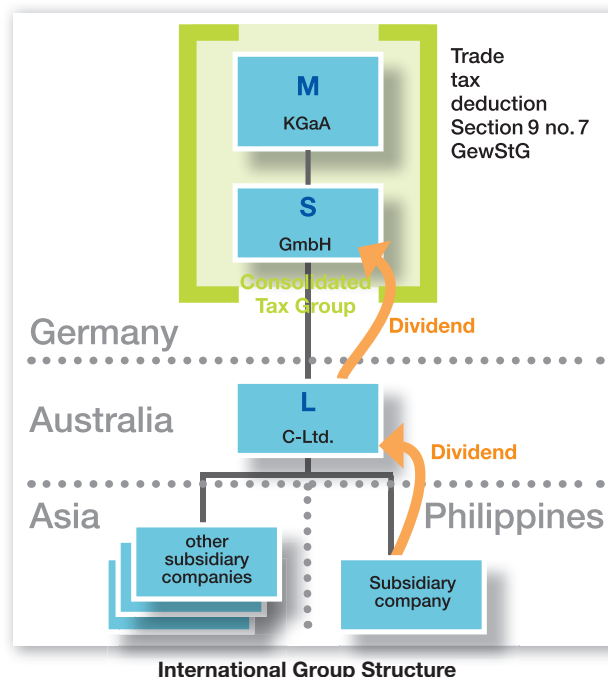 M
KGaA
Trade
tax
deduction
Section 9 no. 7
GewStG
S
GmbH
Consolidated
Tax Group
Germany
Dividend
Australia
L
C-Ltd.
Dividend
Asia
Philippines
other
subsidiary
companies
Subsidiary
company
International Group Structure